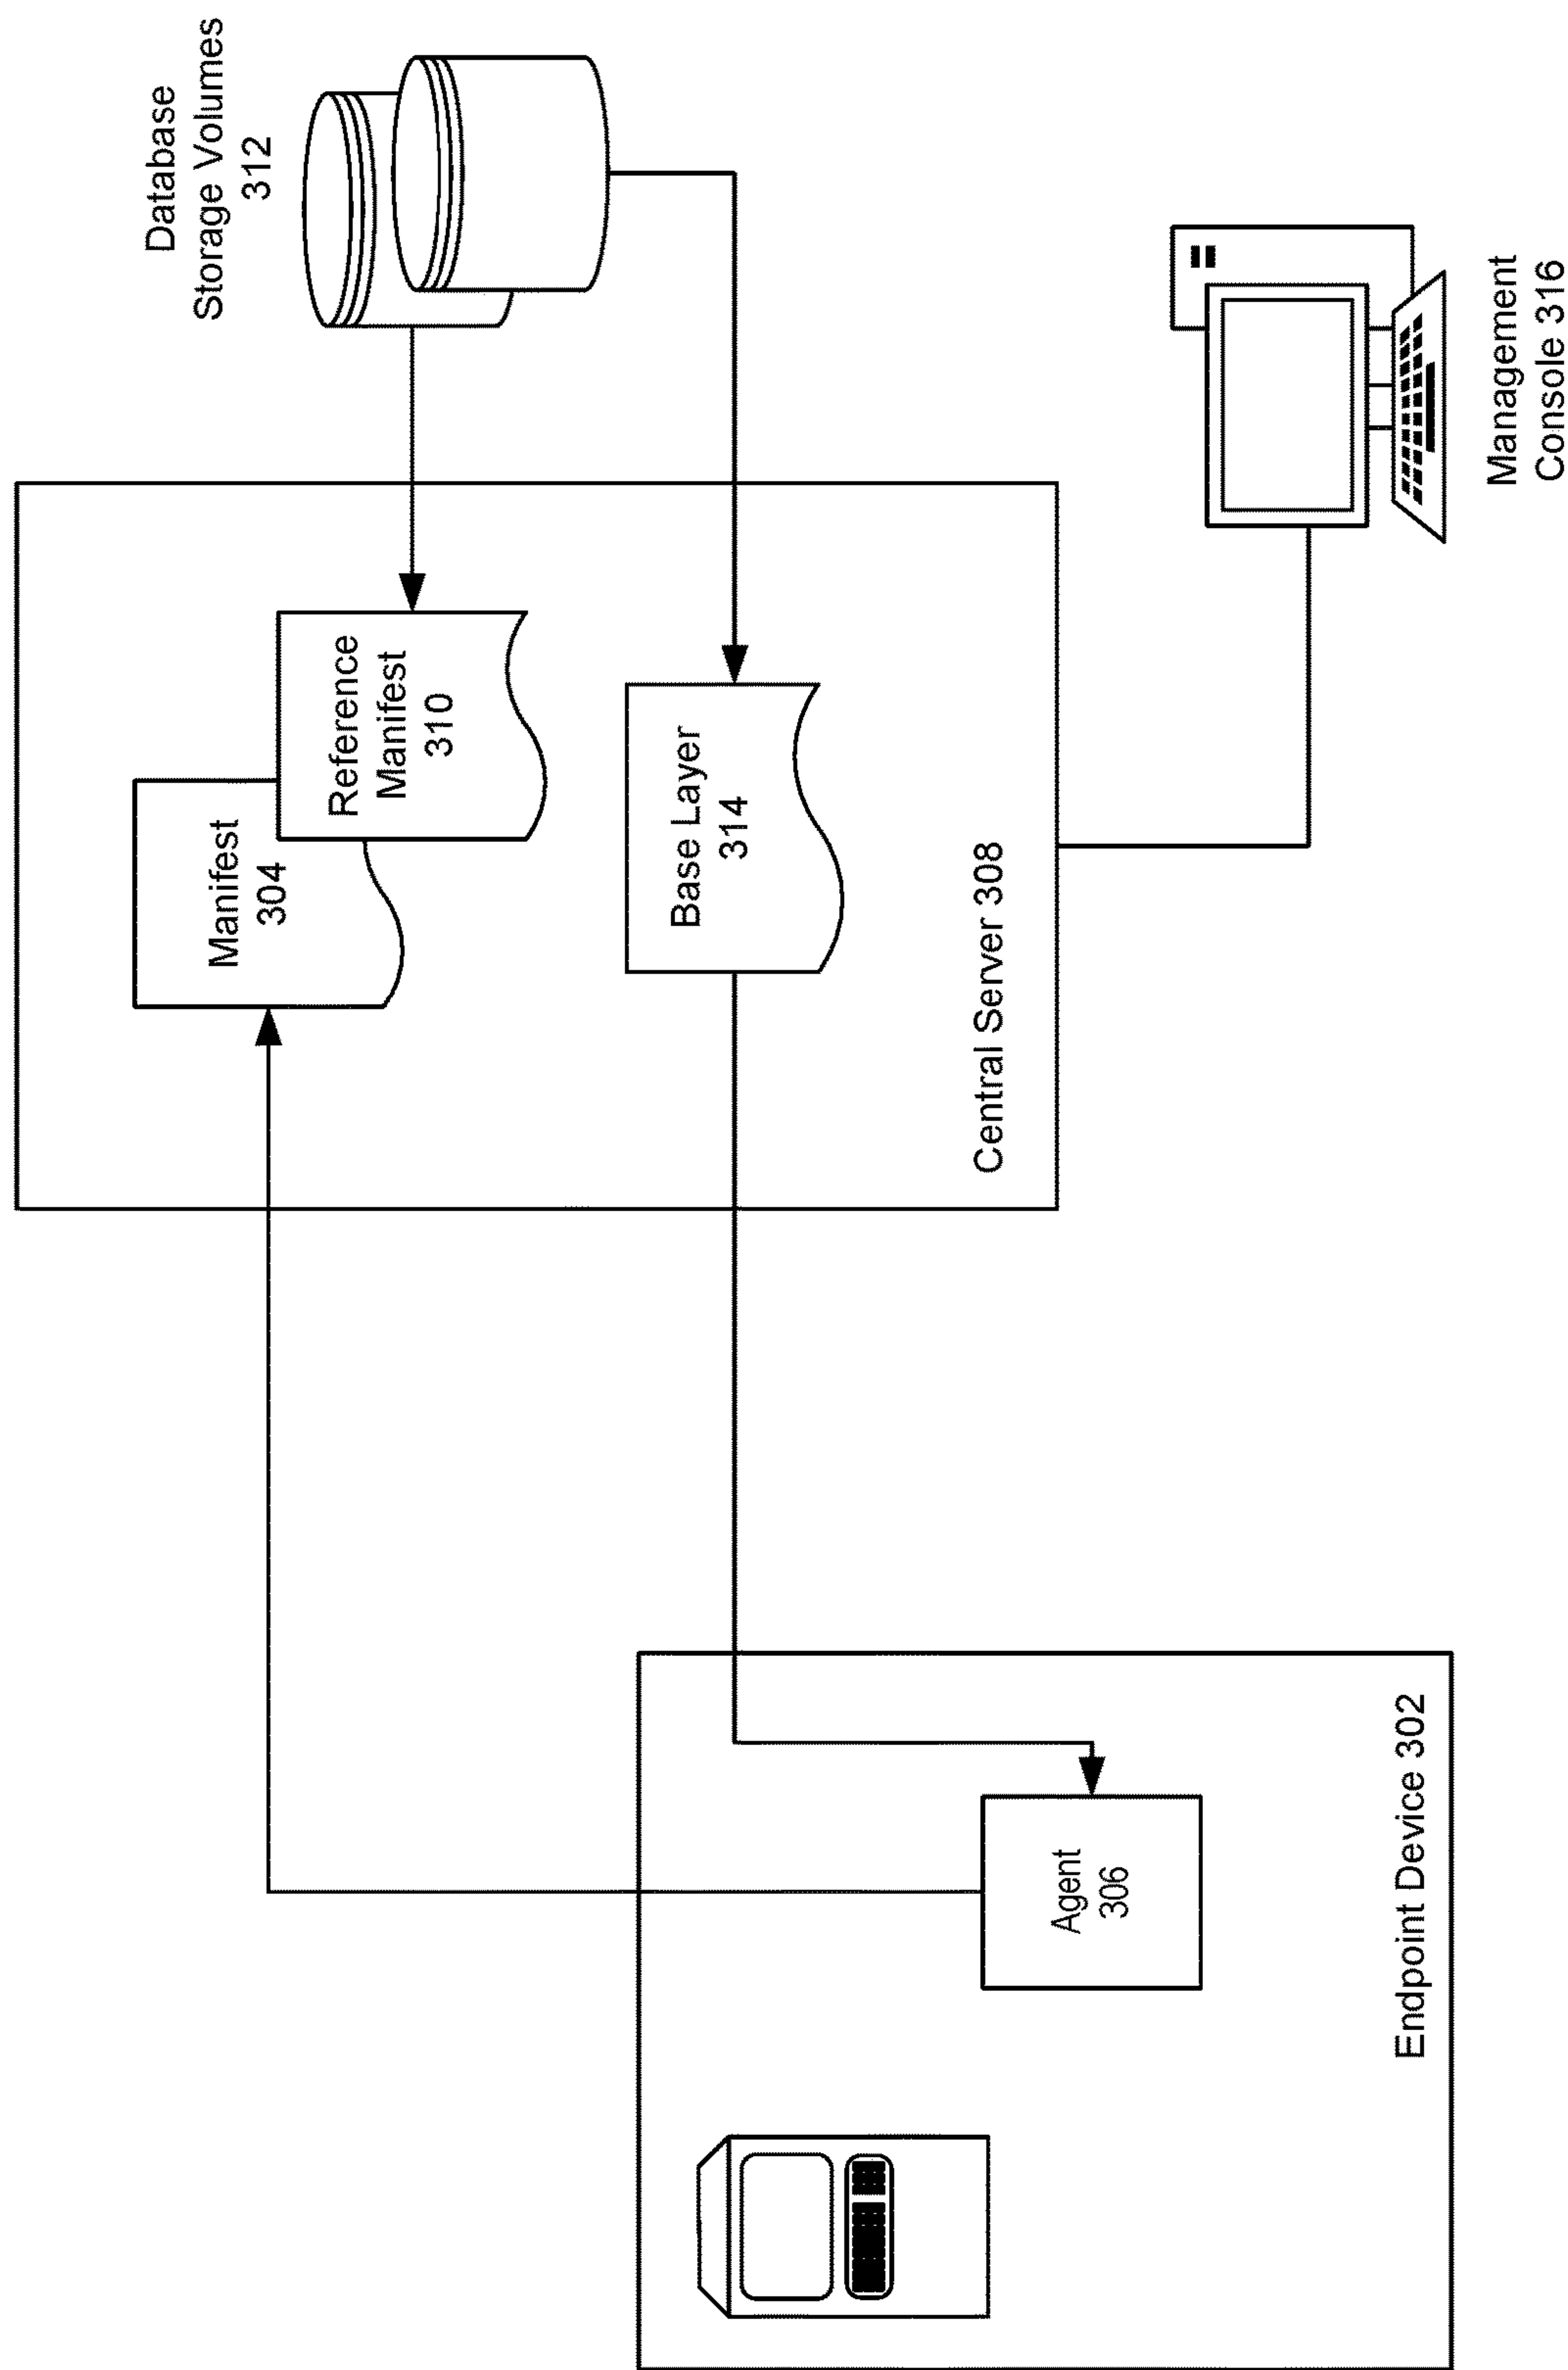 Endpoint Device 302
Agent
306
Manifest
304
Reference
Manifest
310
Base Layer
314
Central Server 308
Database
Storage Volumes
312
Management
Console 316